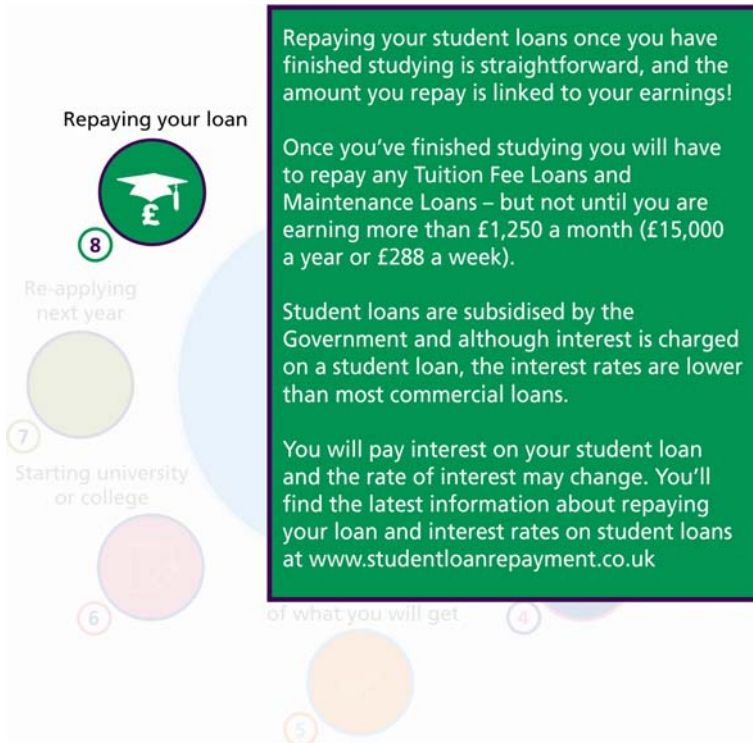 Repaying your loan
£
8
Re-applying
next year
7
Starting university
or college
6
of what you will get
4
5
Repaying your student loans once you have
finished studying is straightforward, and the
amount you repay is linked to your earnings!
Once you’ve finished studying you will have
to repay any Tuition Fee Loans and
Maintenance Loans – but not until you are
earning more than £1,250 a month (£15,000
a year or £288 a week).
Student loans are subsidised by the
Government and although interest is charged
on a student loan, the interest rates are lower
than most commercial loans.
You will pay interest on your student loan
and the rate of interest may change. You’ll
find the latest information about repaying
your loan and interest rates on student loans
at www.studentloanrepayment.co.uk